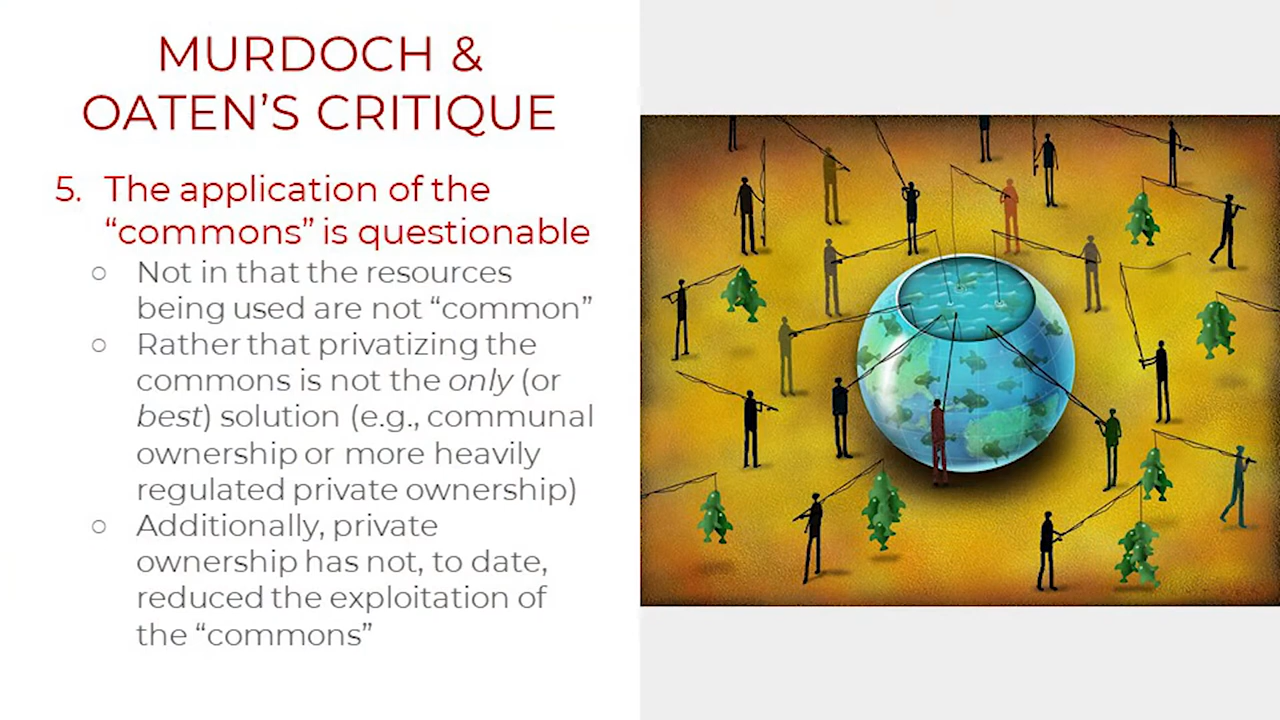 MURDOCH &
OATEN'S CRITIQUE
5. The application of the
“commons” is questionable
○ Not in that the resources
being used are not “common”
○ Rather that privatizing the
commons is not the only (or
best) solution (e.g., communal
ownership or more heavily
regulated private ownership)
○ Additionally, private
ownership has not, to date,
reduced the exploitation of
the “commons”